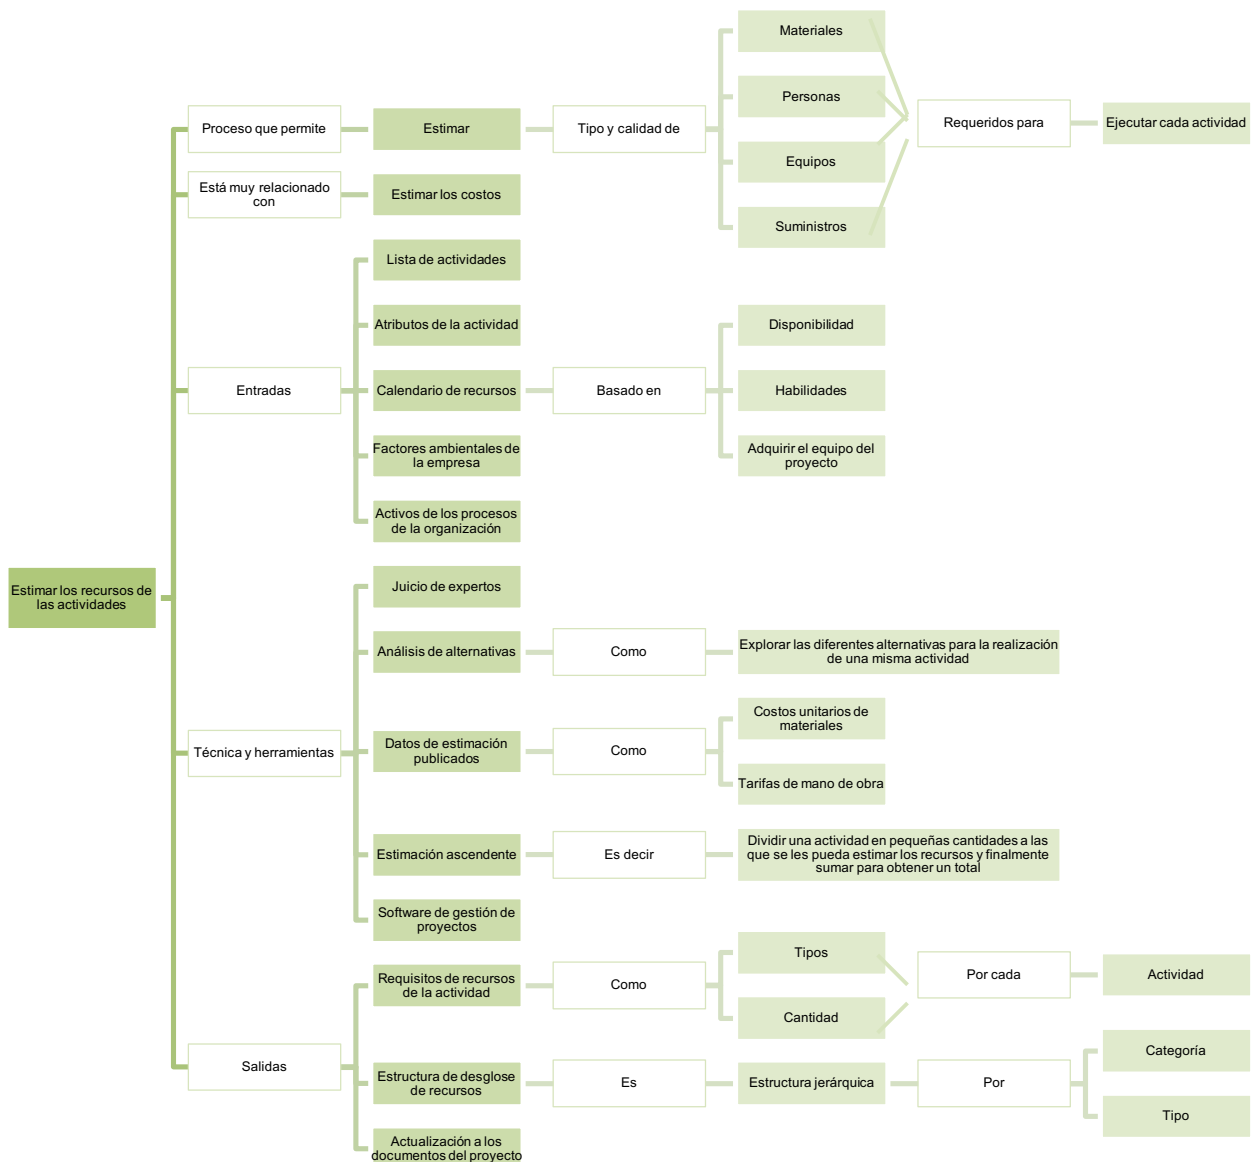 Materiales
Personas
Proceso que permite
Estimar
Tipo y calidad de
Requeridos para
Ejecutar cada actividad
Equipos
Está muy relacionado
con
Estimar los costos
Suministros
Lista de actividades
Atributos de la actividad
Disponibilidad
Entradas
Calendario de recursos
Basado en
Habilidades
Factores ambientales de
la empresa
Adquirir el equipo del
proyecto
Activos de los procesos
de la organización
Estimar los recursos de
las actividades
Juicio de expertos
Análisis de alternativas
Como
Explorar las diferentes alternativas para la realización
de una misma actividad
Costos unitarios de
materiales
Técnica y herramientas
Datos de estimación
publicados
Como
Tarifas de mano de obra
Estimación ascendente
Es decir
Dividir una actividad en pequeñas cantidades a las
que se les pueda estimar los recursos y finalmente
sumar para obtener un total
Software de gestión de
proyectos
Tipos
Requisitos de recursos
de la actividad
Como
Por cada
Actividad
Cantidad
Salidas
Categoría
Estructura de desglose
de recursos
Es
Estructura jerárquica
Por
Tipo
Actualización a los
documentos del proyecto